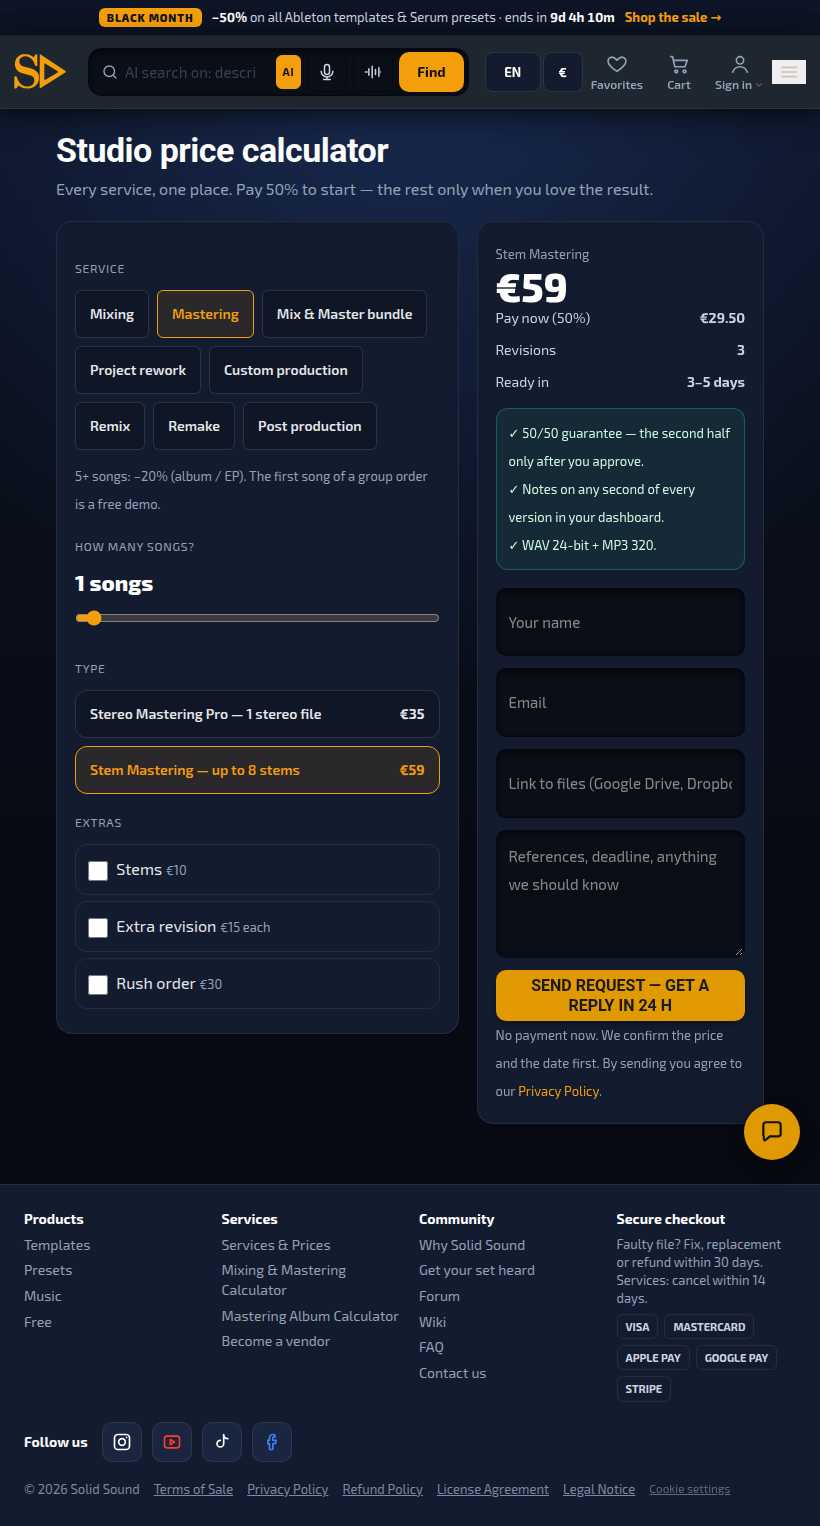 BLACK MONTH −50% on all Ableton templates & Serum presets · ends in 9d 4h 10m Shop the sale →
S
AI search on: descri
AI
Find
EN
€
Favorites
Cart
Sign in
Studio price calculator
Every service, one place. Pay 50% to start — the rest only when you love the result.
SERVICE
Mixing
Mastering
Mix & Master bundle
Project rework
Custom production
Remix
Remake
Post production
5+ songs: −20% (album / EP). The first song of a group order
is a free demo.
HOW MANY SONGS?
1 songs
TYPE
Stereo Mastering Pro — 1 stereo file €35
Stem Mastering — up to 8 stems €59
EXTRAS
Stems €10
Extra revision €15 each
Rush order €30
Stem Mastering
€59
Pay now (50%) €29.50
Revisions 3
Ready in 3–5 days
✓ 50/50 guarantee — the second half
only after you approve.
✓ Notes on any second of every
version in your dashboard.
✓ WAV 24-bit + MP3 320.
Your name
Email
Link to files (Google Drive, Dropbo
References, deadline, anything
we should know
SEND REQUEST — GET A
REPLY IN 24 H
No payment now. We confirm the price
and the date first. By sending you agree to
our Privacy Policy.
Products
Templates
Presets
Music
Free
Services
Services & Prices
Mixing & Mastering
Calculator
Mastering Album Calculator
Become a vendor
Community
Why Solid Sound
Get your set heard
Forum
Wiki
FAQ
Contact us
Secure checkout
Faulty file? Fix, replacement
or refund within 30 days.
Services: cancel within 14
days.
VISA
MASTERCARD
APPLE PAY
GOOGLE PAY
STRIPE
Follow us
© 2026 Solid Sound Terms of Sale Privacy Policy Refund Policy License Agreement Legal Notice Cookie settings